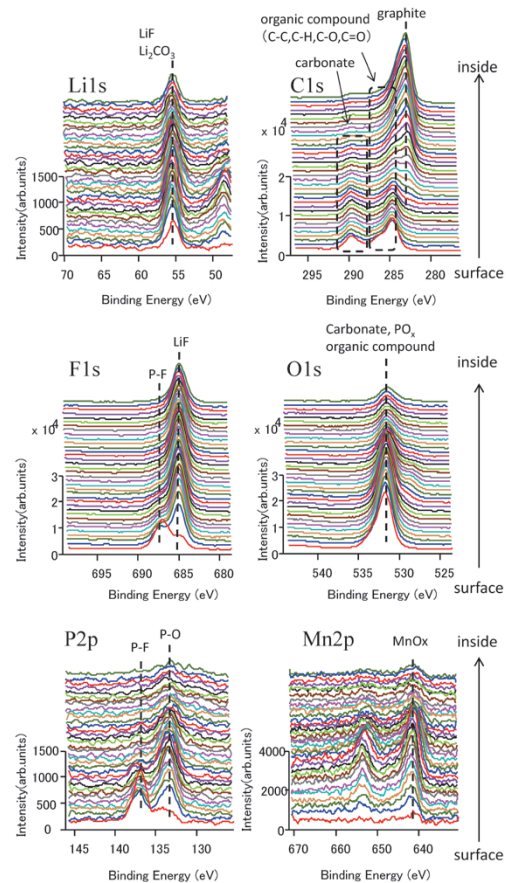 LiF
Li2CO3
Li1s
1500
1000
500
0
Intensity(arb.units)
70 65 60 55 50
Binding Energy (eV)
organic compound
(C-C,C-H,C-O,C=O)
graphite
carbonate
C1s
x 10^4
2
1
0
Intensity(arb.units)
295 290 285 280
Binding Energy (eV)
inside
surface
LiF
P-F
F1s
x 10^4
3
2
1
0
Intensity(arb.units)
695 690 685 680
Binding Energy (eV)
Carbonate, POx
organic compound
O1s
x 10^4
3
2
1
0
Intensity(arb.units)
540 535 530 525
Binding Energy (eV)
inside
surface
P2p
P-F
P-O
1500
1000
500
0
Intensity(arb.units)
145 140 135 130
Binding Energy (eV)
Mn2p
MnOx
4000
2000
0
Intensity(arb.units)
670 660 650 640
Binding Energy (eV)
inside
surface